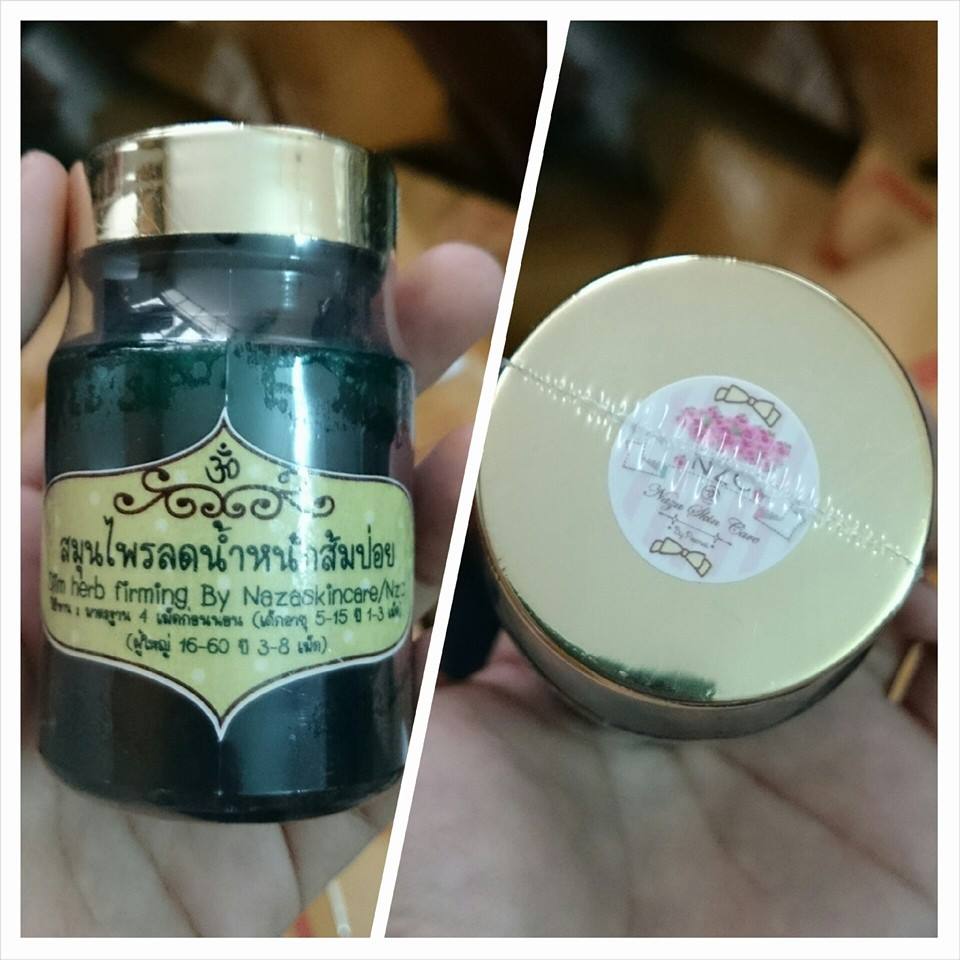 สมุนไพรลดน้ำหนักส้มป่อย
Slim herb firming By Nazaskincare/Nzc
วิธีทาน : มาตรฐาน 4 เม็ดก่อนนอน (เด็กอายุ 5-15 ปี 1-3 เม็ด)
(ผู้ใหญ่ 16-60 ปี 3-8 เม็ด)
NZC
Naza Skin Care